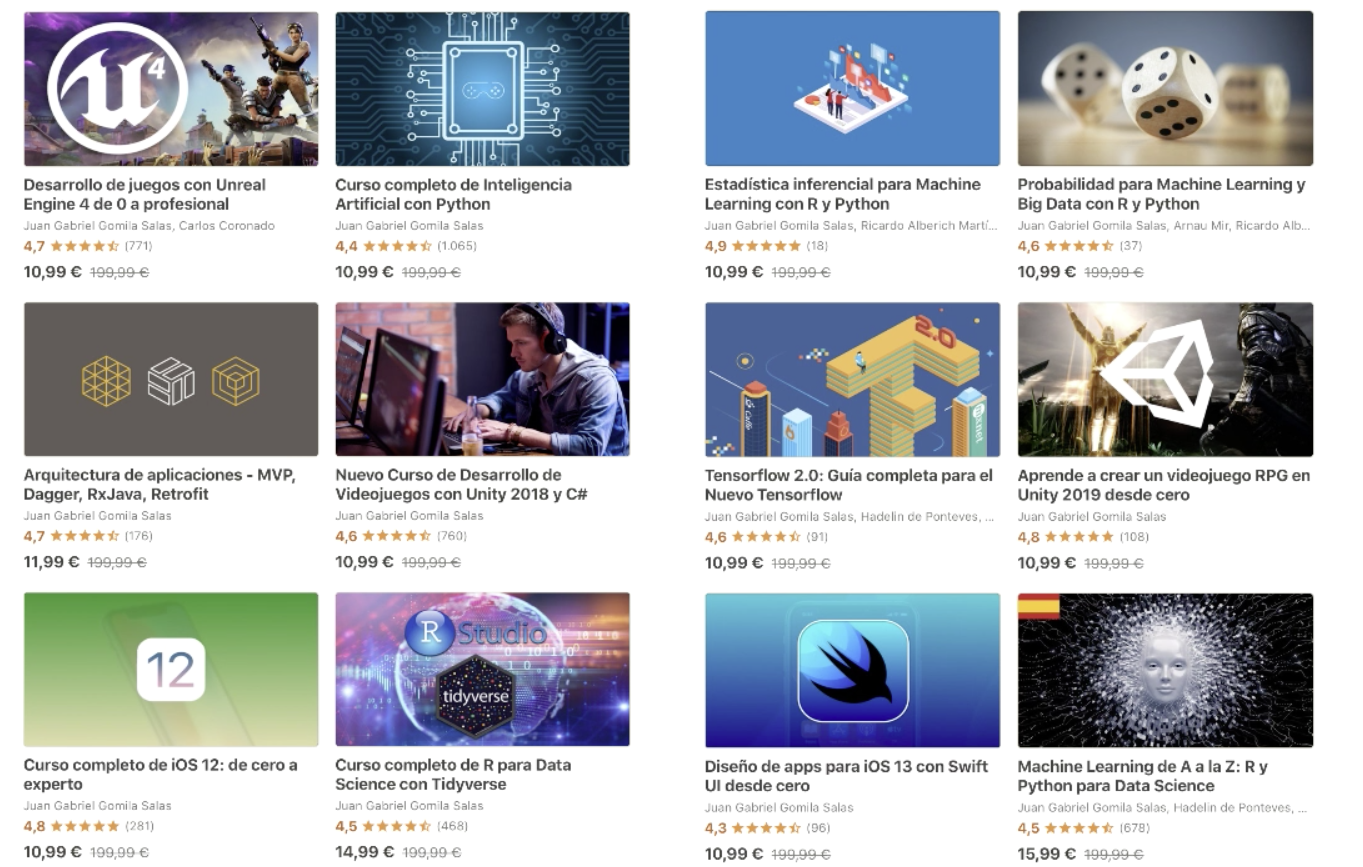 4
Desarrollo de juegos con Unreal
Engine 4 de 0 a profesional
Juan Gabriel Gomila Salas, Carlos Coronado
4,7 (771)
10,99 € 199,99 €
Curso completo de Inteligencia
Artificial con Python
Juan Gabriel Gomila Salas
4,4 (1.065)
10,99 € 199,99 €
Estadística inferencial para Machine
Learning con R y Python
Juan Gabriel Gomila Salas, Ricardo Alberich Martí...
4,9 (18)
10,99 € 199,99 €
Probabilidad para Machine Learning y
Big Data con R y Python
Juan Gabriel Gomila Salas, Arnau Mir, Ricardo Alb...
4,6 (37)
10,99 € 199,99 €
Arquitectura de aplicaciones - MVP,
Dagger, RxJava, Retrofit
Juan Gabriel Gomila Salas
4,7 (176)
11,99 € 199,99 €
Nuevo Curso de Desarrollo de
Videojuegos con Unity 2018 y C#
Juan Gabriel Gomila Salas
4,6 (760)
10,99 € 199,99 €
2.0
Caffe
mxnet
Tensorflow 2.0: Guía completa para el
Nuevo Tensorflow
Juan Gabriel Gomila Salas, Hadelin de Ponteves, ...
4,6 (91)
10,99 € 199,99 €
Aprende a crear un videojuego RPG en
Unity 2019 desde cero
Juan Gabriel Gomila Salas
4,8 (108)
10,99 € 199,99 €
12
Curso completo de iOS 12: de cero a
experto
Juan Gabriel Gomila Salas
4,8 (281)
10,99 € 199,99 €
R Studio
tidyverse
Curso completo de R para Data
Science con Tidyverse
Juan Gabriel Gomila Salas
4,5 (468)
14,99 € 199,99 €
Diseño de apps para iOS 13 con Swift
UI desde cero
Juan Gabriel Gomila Salas
4,3 (96)
10,99 € 199,99 €
Machine Learning de A a la Z: R y
Python para Data Science
Juan Gabriel Gomila Salas, Hadelin de Ponteves, ...
4,5 (678)
15,99 € 199,99 €